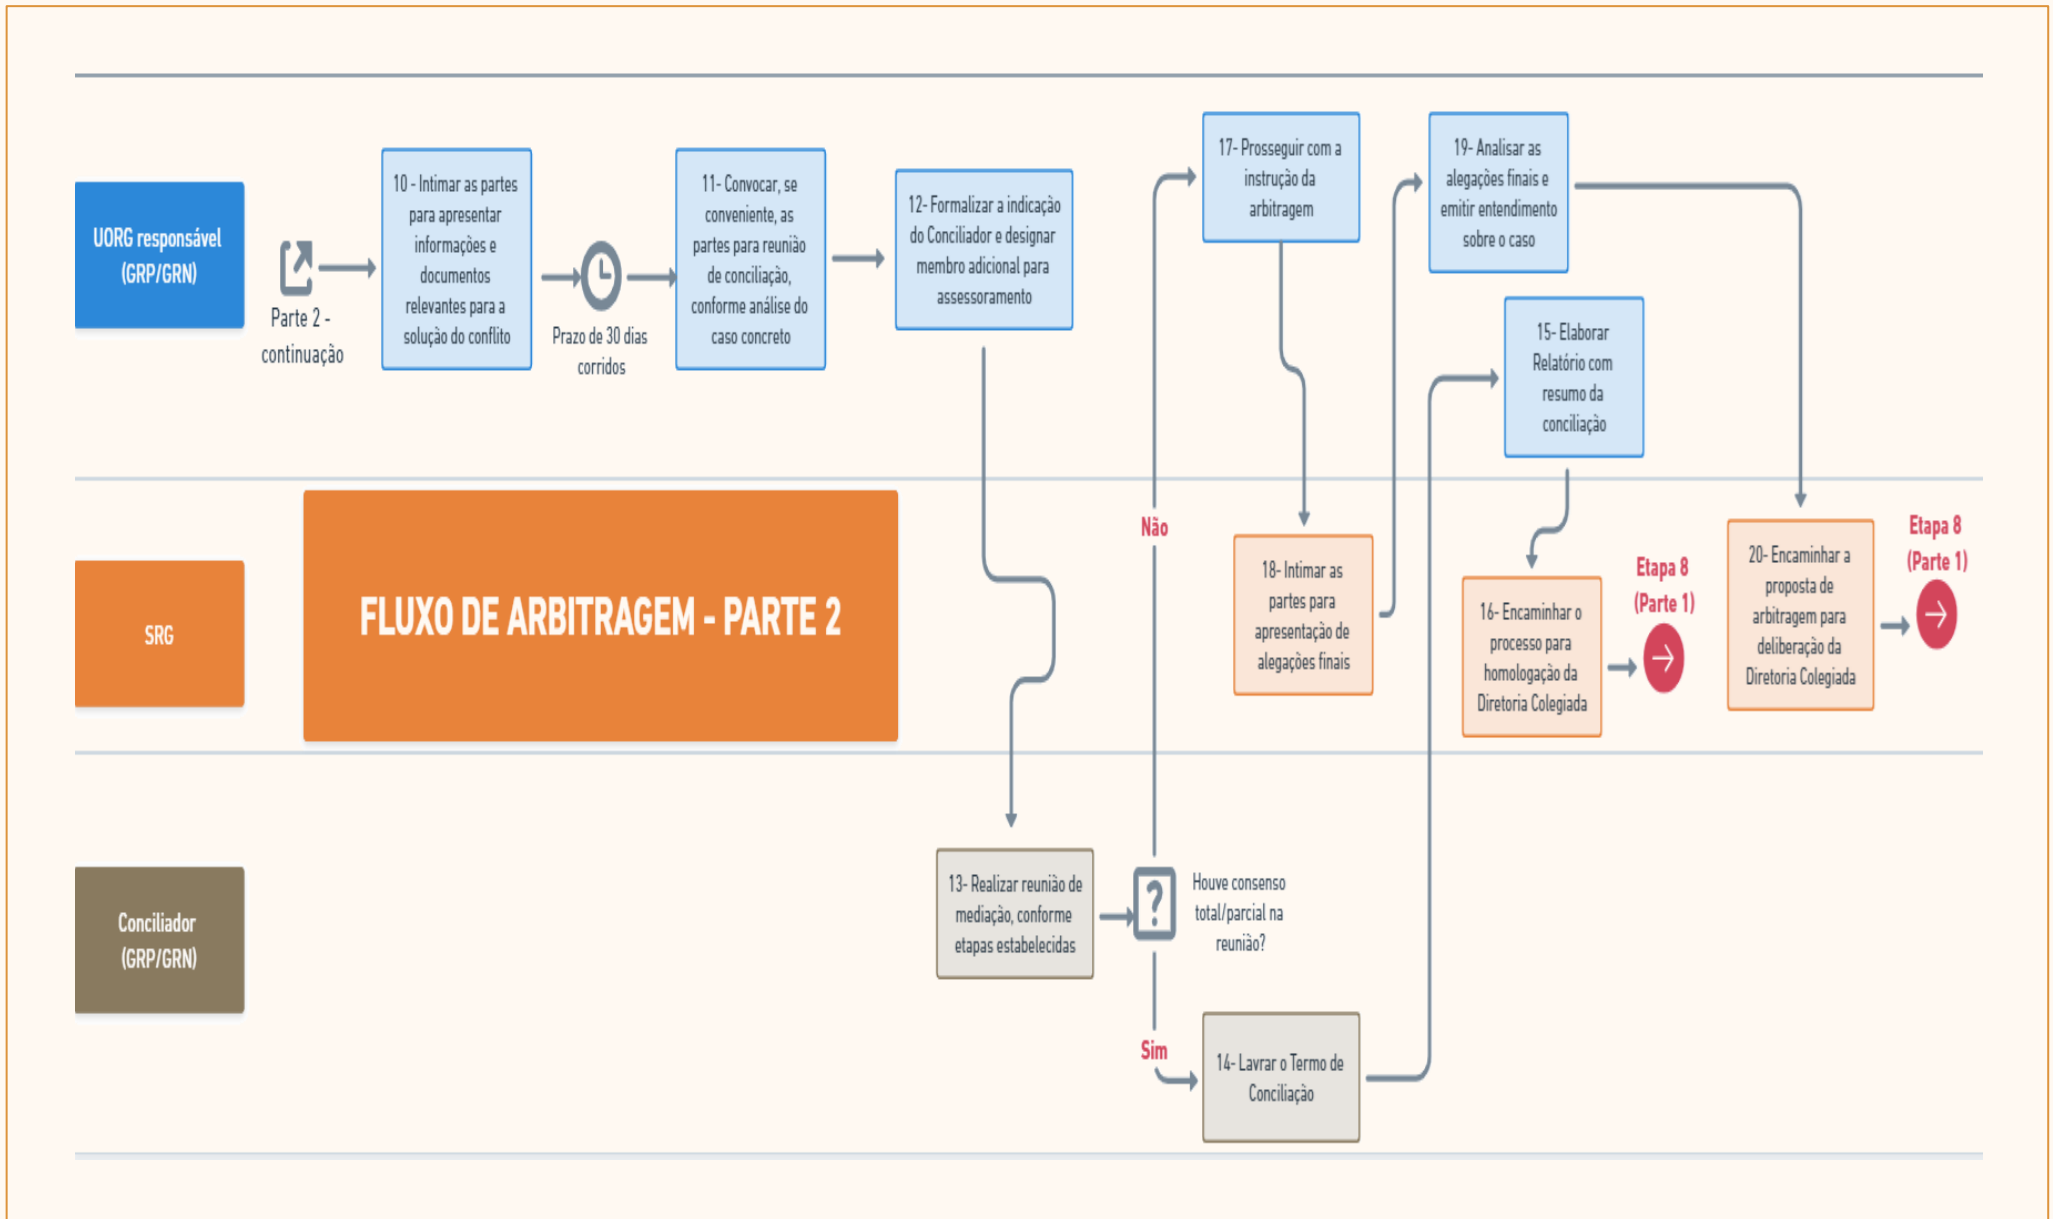 UORG responsável
(GRP/GRN)
Parte 2 -
continuação
10 - Intimar as partes
para apresentar
informações e
documentos
relevantes para a
solução do conflito
Prazo de 30 dias
corridos
11- Convocar, se
conveniente, as
partes para reunião
de conciliação,
conforme análise do
caso concreto
12- Formalizar a indicação
do Conciliador e designar
membro adicional para
assessoramento
17- Prosseguir com a
instrução da
arbitragem
19- Analisar as
alegações finais e
emitir entendimento
sobre o caso
15- Elaborar
Relatório com
resumo da
conciliação
SRG
FLUXO DE ARBITRAGEM - PARTE 2
Não
18- Intimar as
partes para
apresentação de
alegações finais
16- Encaminhar o
processo para
homologação da
Diretoria Colegiada
Etapa 8
(Parte 1)
20- Encaminhar a
proposta de
arbitragem para
deliberação da
Diretoria Colegiada
Etapa 8
(Parte 1)
Conciliador
(GRP/GRN)
13- Realizar reunião de
mediação, conforme
etapas estabelecidas
?
Houve consenso
total/parcial na
reunião?
Sim
14- Lavrar o Termo de
Conciliação